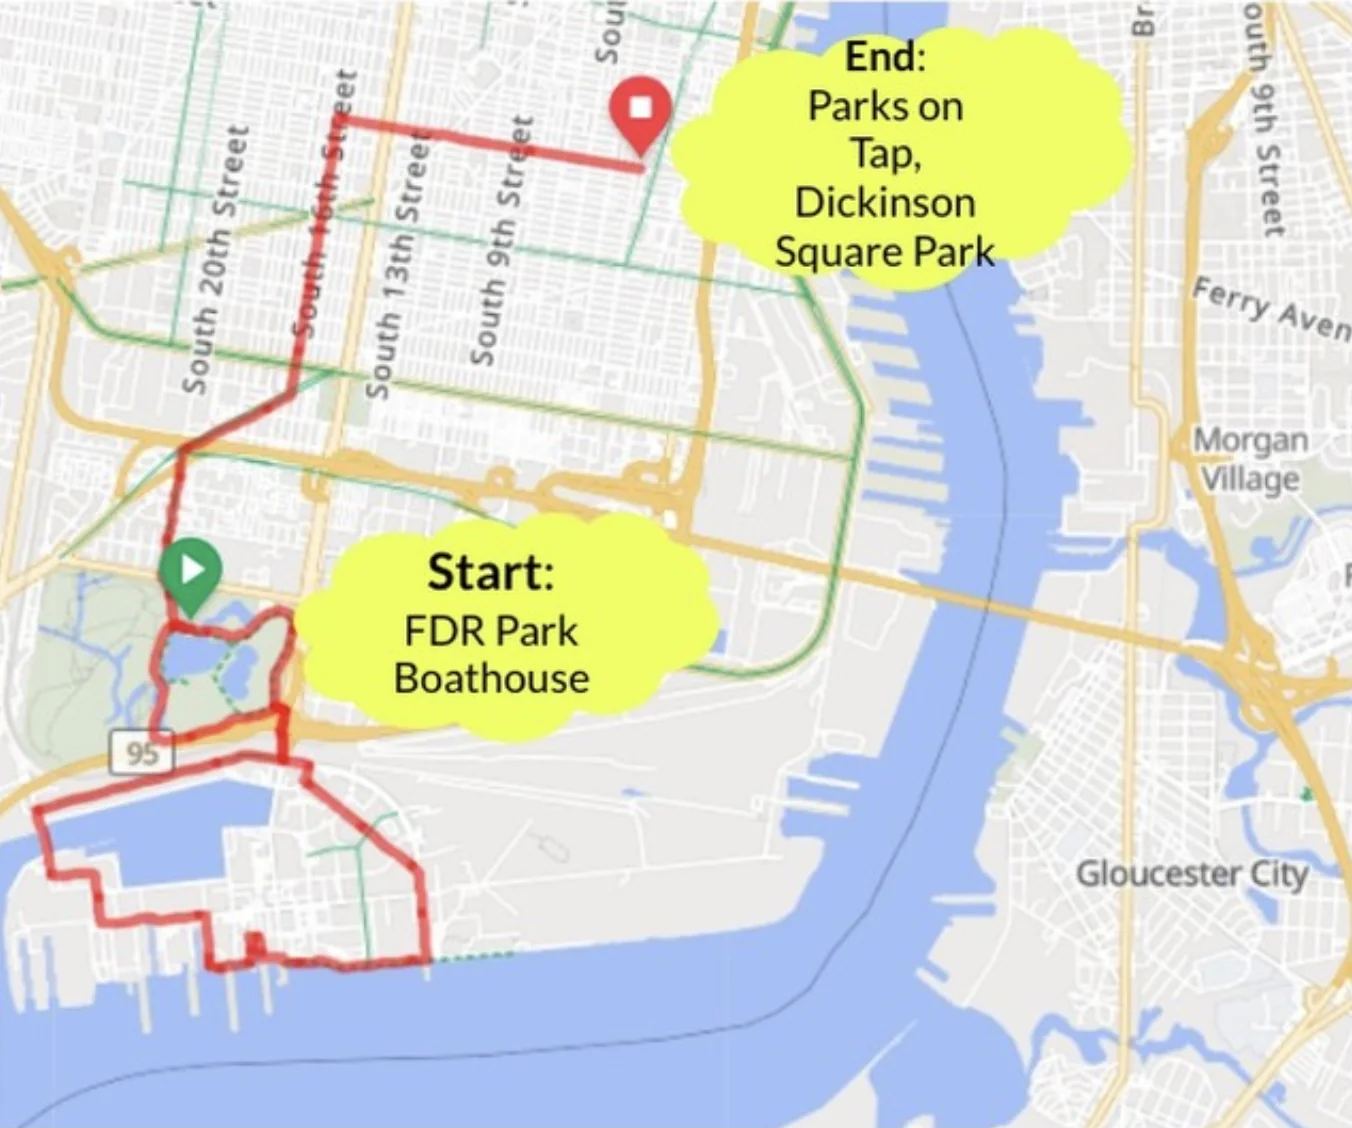 End:
Parks on
Tap,
Dickinson
Square Park
South 16th Street
South 20th Street
South 13th Street
South 9th Street
outh 9th Street
Sou
Br
Ferry Aven
Morgan
Village
Start:
FDR Park
Boathouse
95
Gloucester City